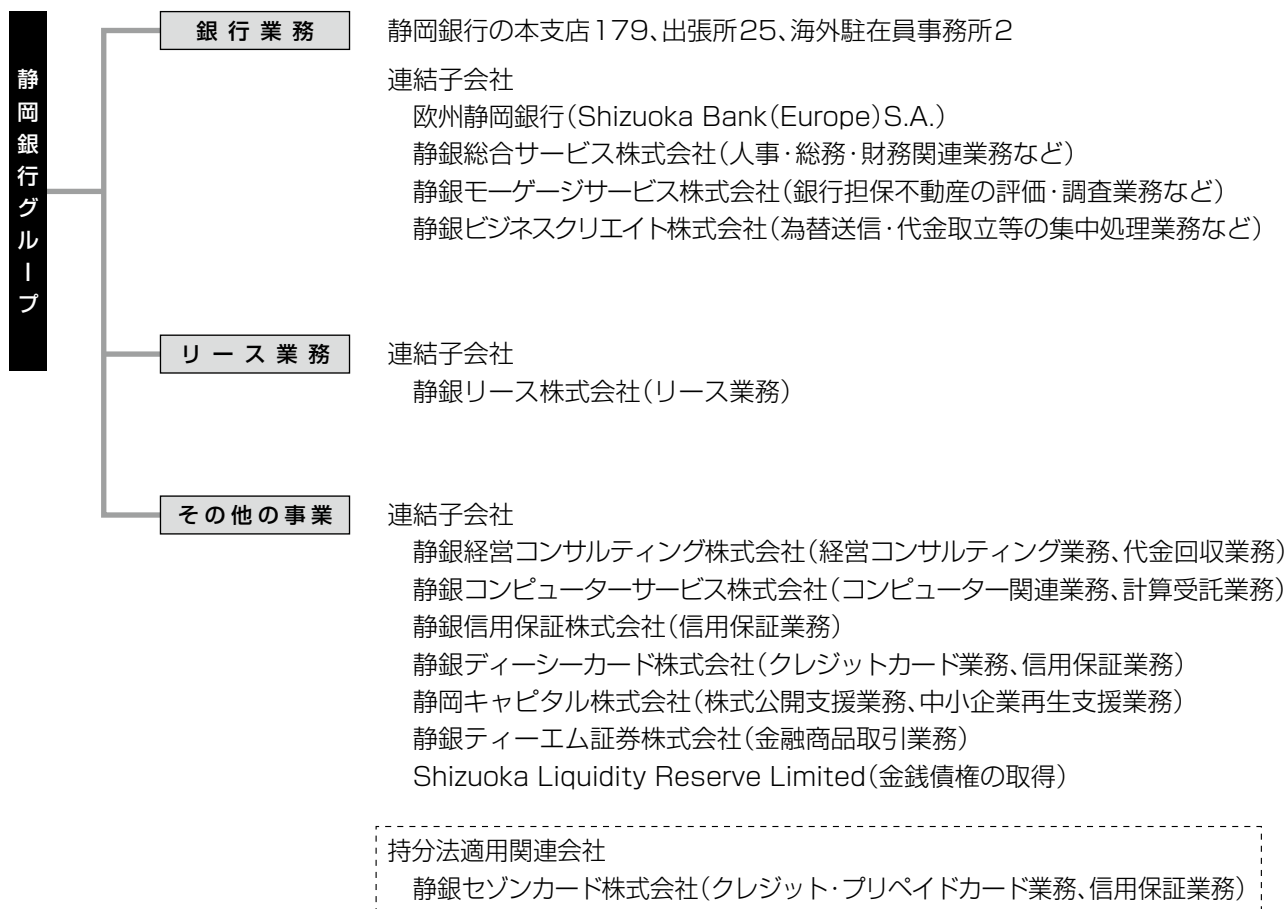 静岡銀行グループ
銀行業務
静岡銀行の本支店179、出張所25、海外駐在員事務所2
連結子会社
欧州静岡銀行(Shizuoka Bank(Europe)S.A.)
静銀総合サービス株式会社(人事・総務・財務関連業務など)
静銀モーゲージサービス株式会社(銀行担保不動産の評価・調査業務など)
静銀ビジネスクリエイト株式会社(為替送信・代金取立等の集中処理業務など)
リース業務
連結子会社
静銀リース株式会社(リース業務)
その他の事業
連結子会社
静銀経営コンサルティング株式会社(経営コンサルティング業務、代金回収業務)
静銀コンピューターサービス株式会社(コンピューター関連業務、計算受託業務)
静銀信用保証株式会社(信用保証業務)
静銀ディーシーカード株式会社(クレジットカード業務、信用保証業務)
静岡キャピタル株式会社(株式公開支援業務、中小企業再生支援業務)
静銀ティーエム証券株式会社(金融商品取引業務)
Shizuoka Liquidity Reserve Limited(金銭債権の取得)
持分法適用関連会社
静銀セゾンカード株式会社(クレジット・プリペイドカード業務、信用保証業務)